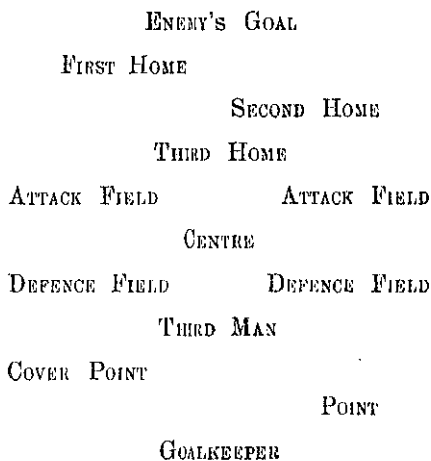 Enemy's Goal
First Home
Second Home
Third Home
Attack Field Attack Field
Centre
Defence Field Defence Field
Third Man
Cover Point
Point
Goalkeeper